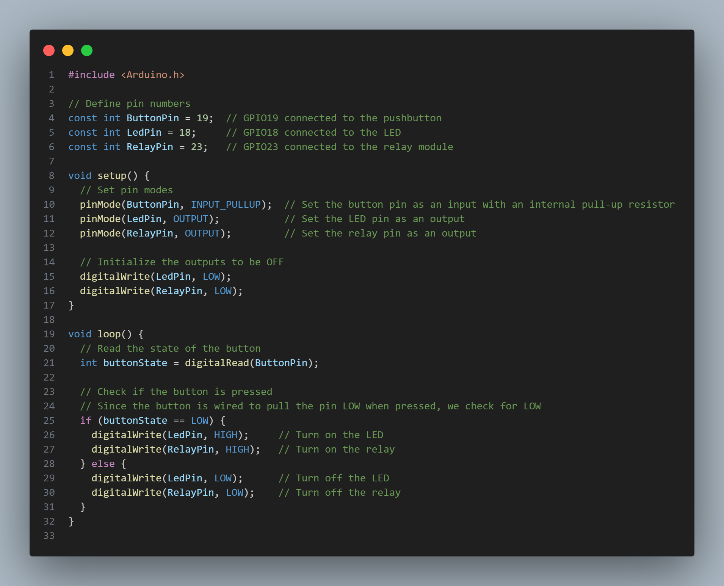 1 #include <Arduino.h>
2
3 // Define pin numbers
4 const int ButtonPin = 19;  // GPIO19 connected to the pushbutton
5 const int LedPin = 18;     // GPIO18 connected to the LED
6 const int RelayPin = 23;   // GPIO23 connected to the relay module
7
8 void setup() {
9   // Set pin modes
10   pinMode(ButtonPin, INPUT_PULLUP);  // Set the button pin as an input with an internal pull-up resistor
11   pinMode(LedPin, OUTPUT);           // Set the LED pin as an output
12   pinMode(RelayPin, OUTPUT);         // Set the relay pin as an output
13
14   // Initialize the outputs to be OFF
15   digitalWrite(LedPin, LOW);
16   digitalWrite(RelayPin, LOW);
17 }
18
19 void loop() {
20   // Read the state of the button
21   int buttonState = digitalRead(ButtonPin);
22
23   // Check if the button is pressed
24   // Since the button is wired to pull the pin LOW when pressed, we check for LOW
25   if (buttonState == LOW) {
26     digitalWrite(LedPin, HIGH);     // Turn on the LED
27     digitalWrite(RelayPin, HIGH);   // Turn on the relay
28   } else {
29     digitalWrite(LedPin, LOW);      // Turn off the LED
30     digitalWrite(RelayPin, LOW);    // Turn off the relay
31   }
32 }
33